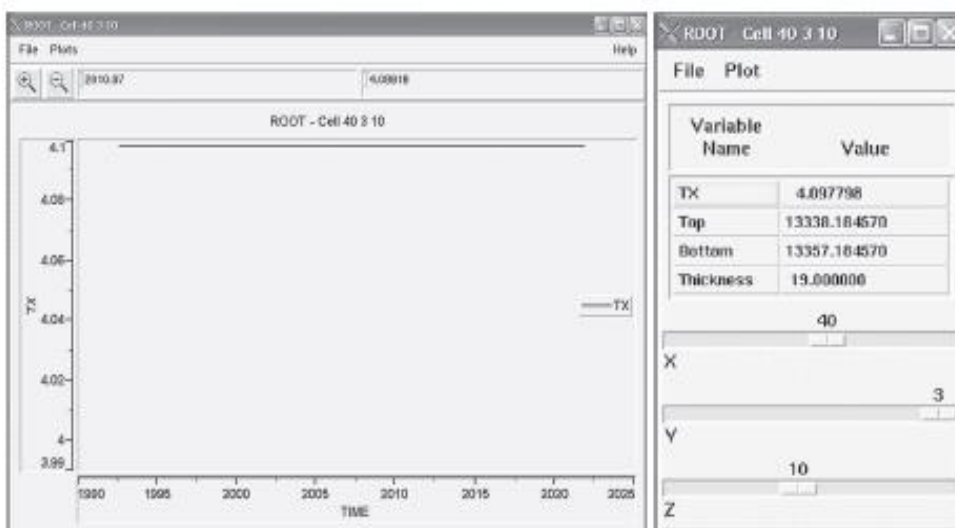 ROOT - Cell 40 3 10
File Plots Help
2010.97 4.09818
ROOT - Cell 40 3 10
4.1
4.08
4.06
4.04
4.02
4
3.99
TX
TX
1990 1995 2000 2005 2010 2015 2020 2025
TIME
ROOT - Cell 40 3 10
File Plot
Variable
Name Value
TX 4.097798
Top 13338.184570
Bottom 13357.184570
Thickness 19.000000
40
X
3
Y
10
Z